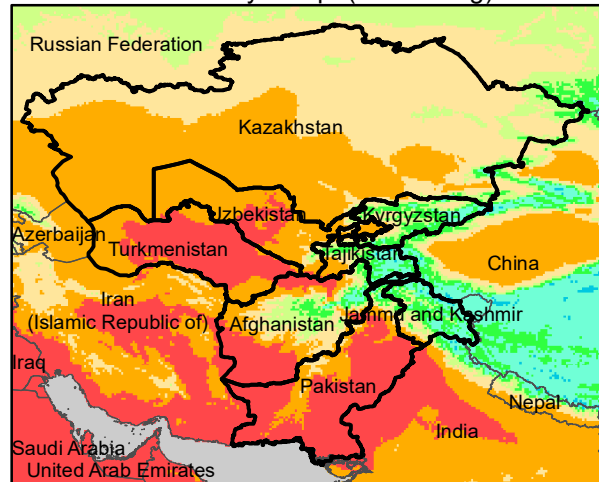 Russian Federation
Kazakhstan
Uzbekistan
Kyrgyzstan
Azerbaijan
Turkmenistan
Tajikistan
China
Iran
(Islamic Republic of)
Afghanistan
Jammu and Kashmir
Iraq
Pakistan
Nepal
India
Saudi Arabia
United Arab Emirates